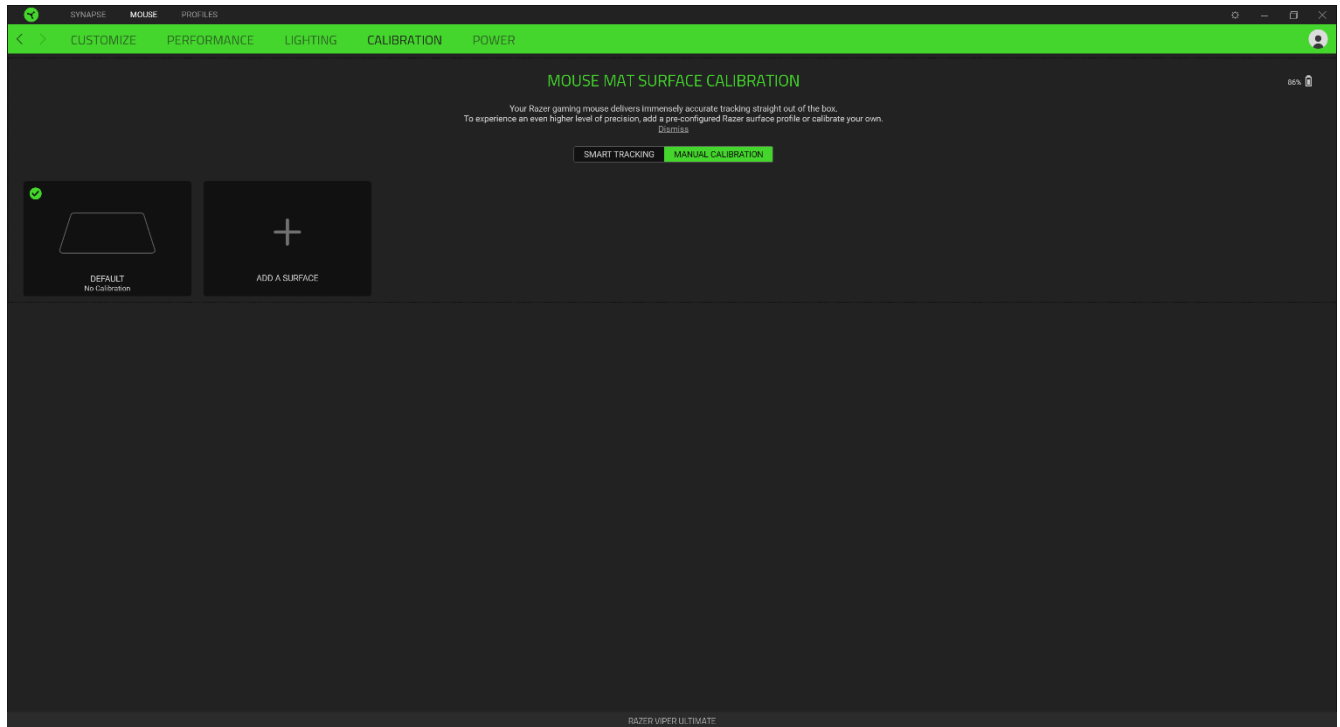 SYNAPSE MOUSE PROFILES
CUSTOMIZE PERFORMANCE LIGHTING CALIBRATION POWER
MOUSE MAT SURFACE CALIBRATION
86%
Your Razer gaming mouse delivers immensely accurate tracking straight out of the box.
To experience an even higher level of precision, add a pre-configured Razer surface profile or calibrate your own.
Dismiss
SMART TRACKING MANUAL CALIBRATION
DEFAULT
No Calibration
ADD A SURFACE
RAZER VIPER ULTIMATE